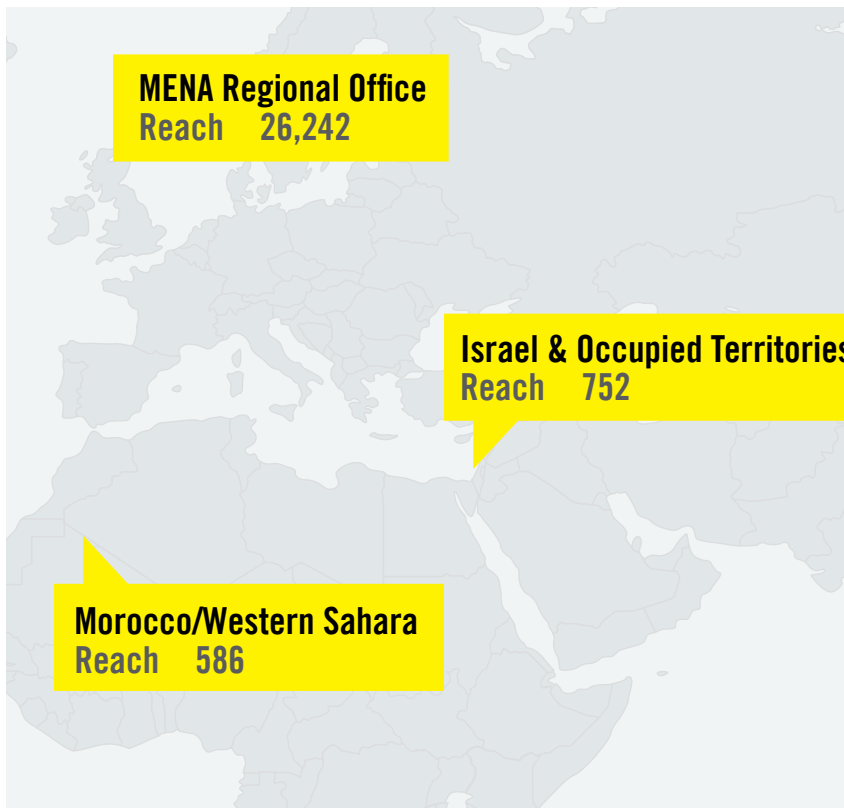 MENA Regional Office
Reach 26,242
Israel & Occupied Territories
Reach 752
Morocco/Western Sahara
Reach 586